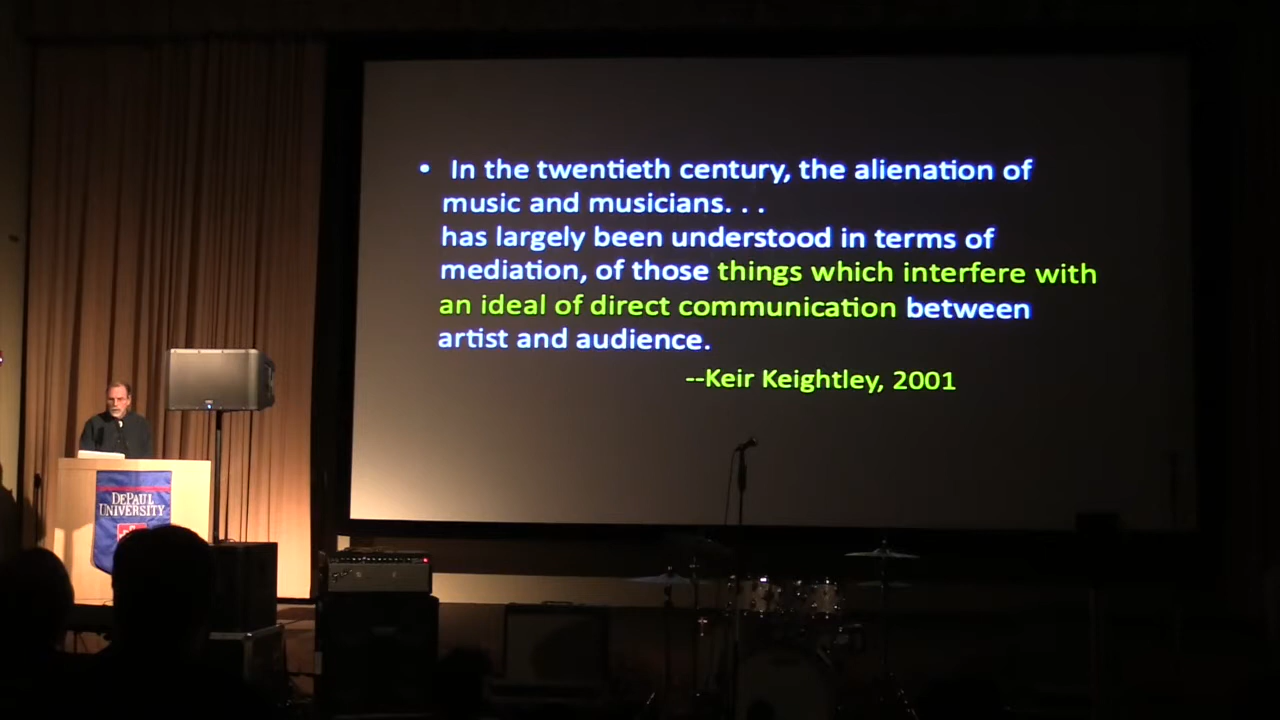 • In the twentieth century, the alienation of
music and musicians. . .
has largely been understood in terms of
mediation, of those things which interfere with
an ideal of direct communication between
artist and audience.
--Keir Keightley, 2001
DEPAUL
UNIVERSITY